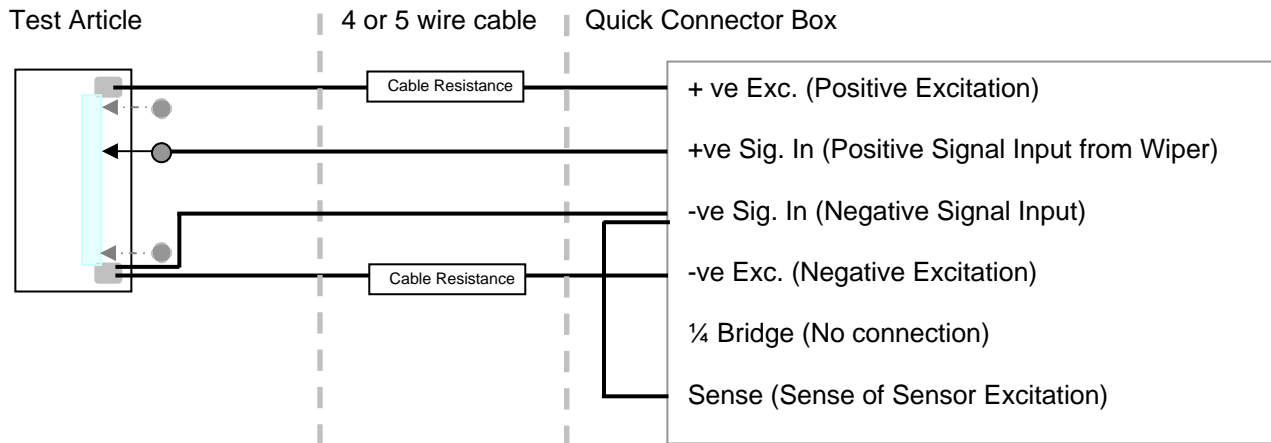 Test Article
4 or 5 wire cable
Quick Connector Box
Cable Resistance
+ ve Exc. (Positive Excitation)
+ve Sig. In (Positive Signal Input from Wiper)
-ve Sig. In (Negative Signal Input)
Cable Resistance
-ve Exc. (Negative Excitation)
¼ Bridge (No connection)
Sense (Sense of Sensor Excitation)